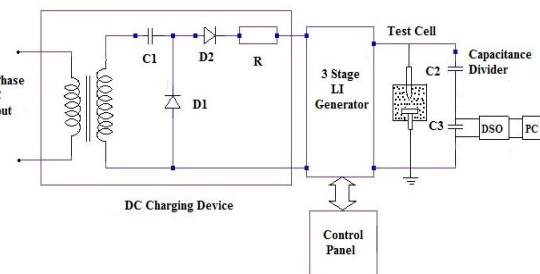 Test Cell
C1
D2
R
C2
Capacitance
Divider
D1
3 Stage
LI
Generator
C3
DSO
PC
DC Charging Device
Control
Panel